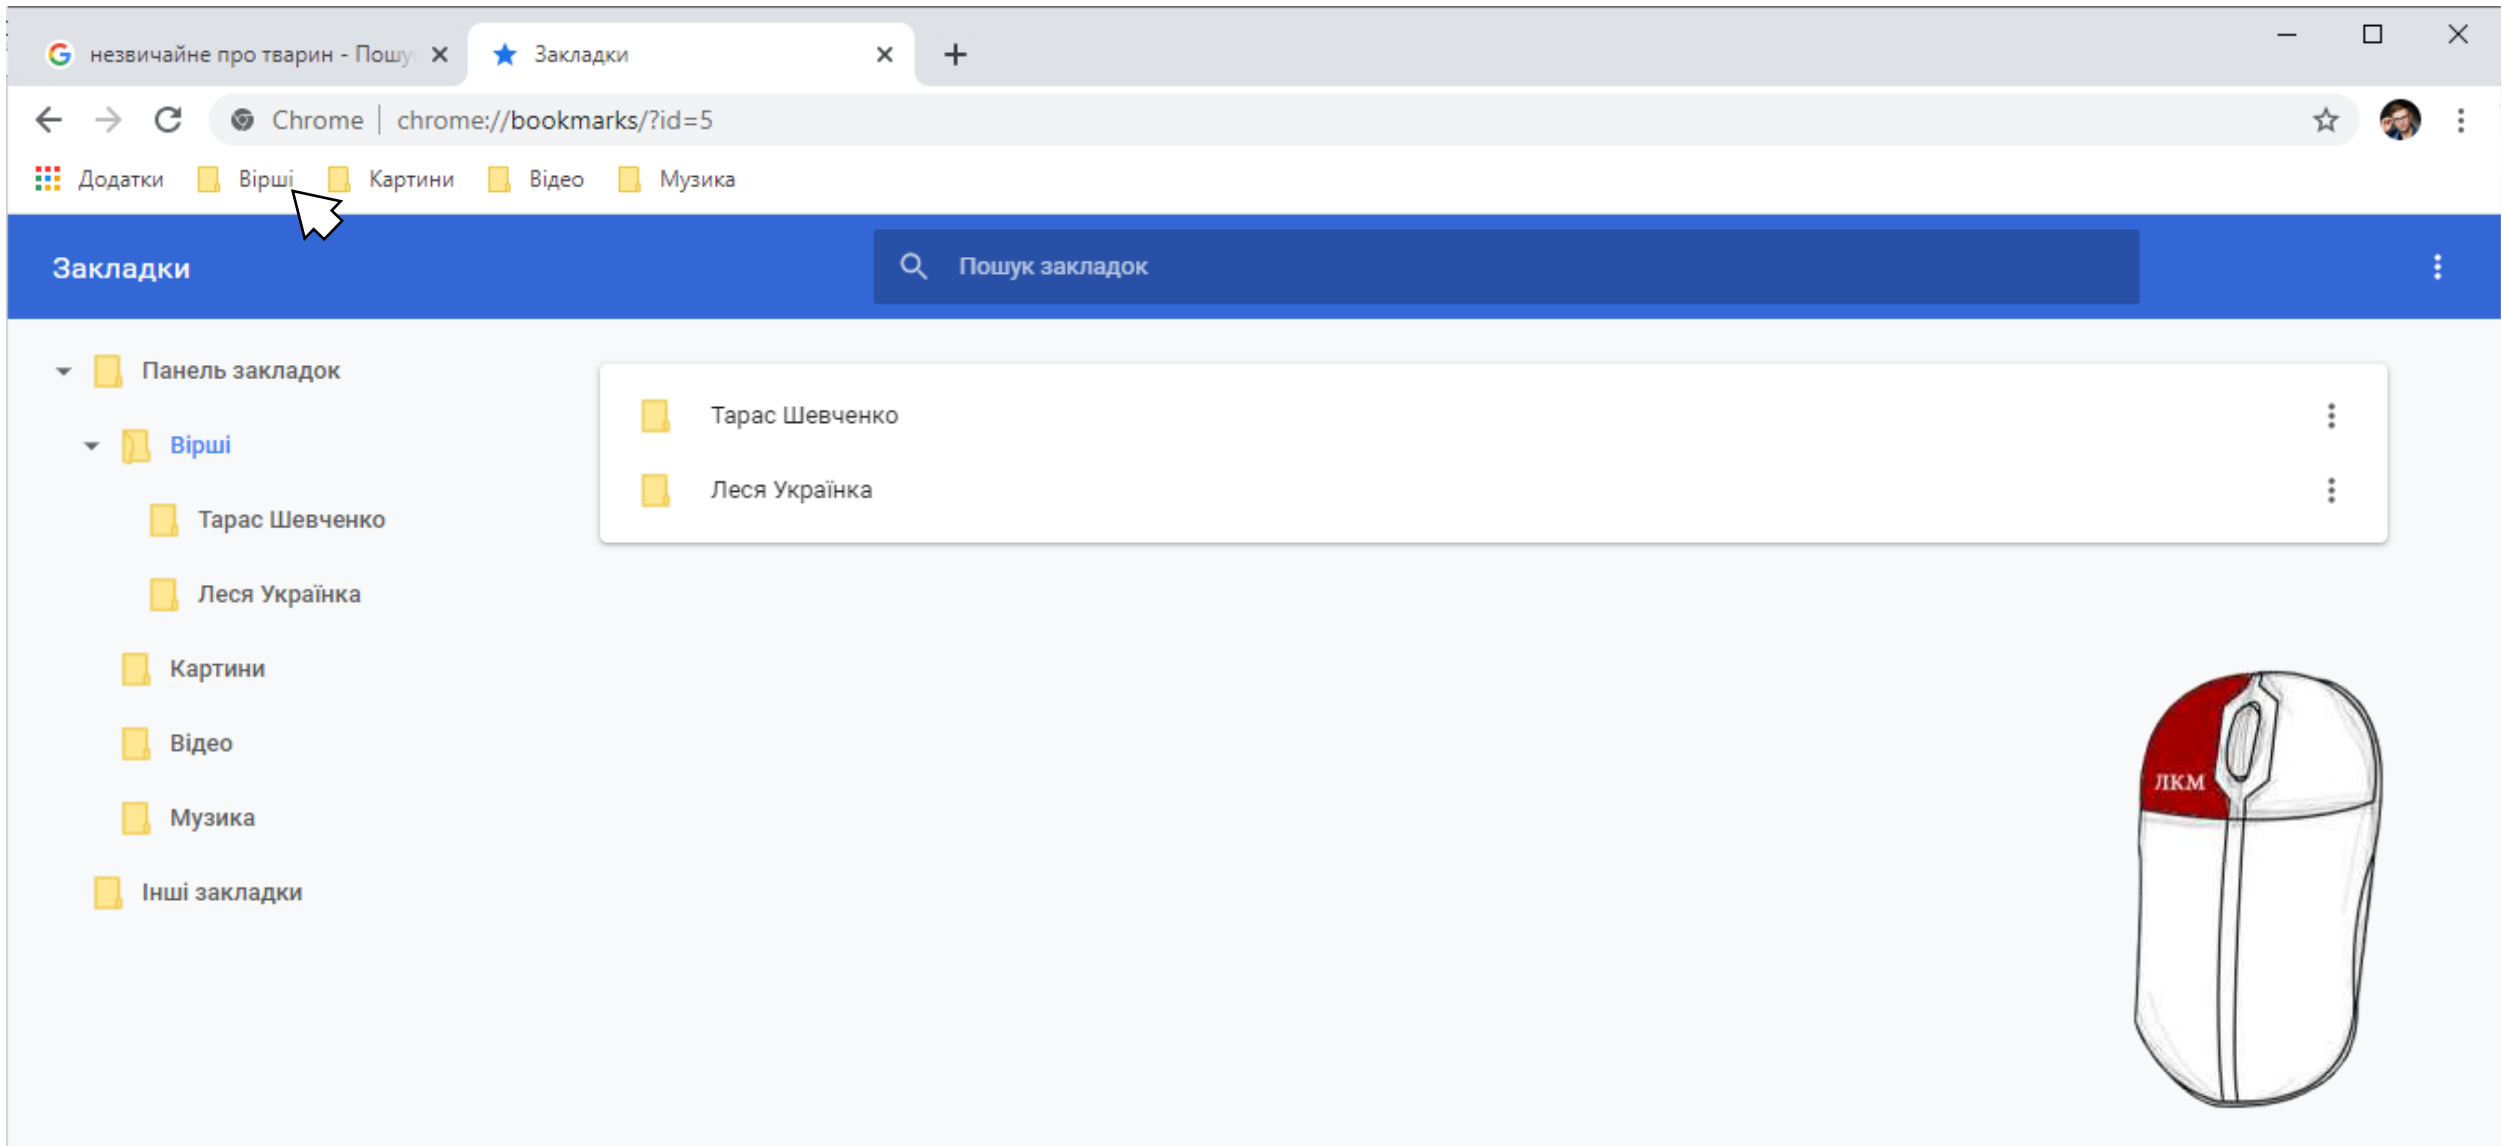 незвичайне про тварин - Пошу
Закладки
Chrome | chrome://bookmarks/?id=5
Додатки Вірші Картини Відео Музика
Закладки
Пошук закладок
Панель закладок
Вірші
Тарас Шевченко
Леся Українка
Картини
Відео
Музика
Інші закладки
Тарас Шевченко
Леся Українка
ЛКМ